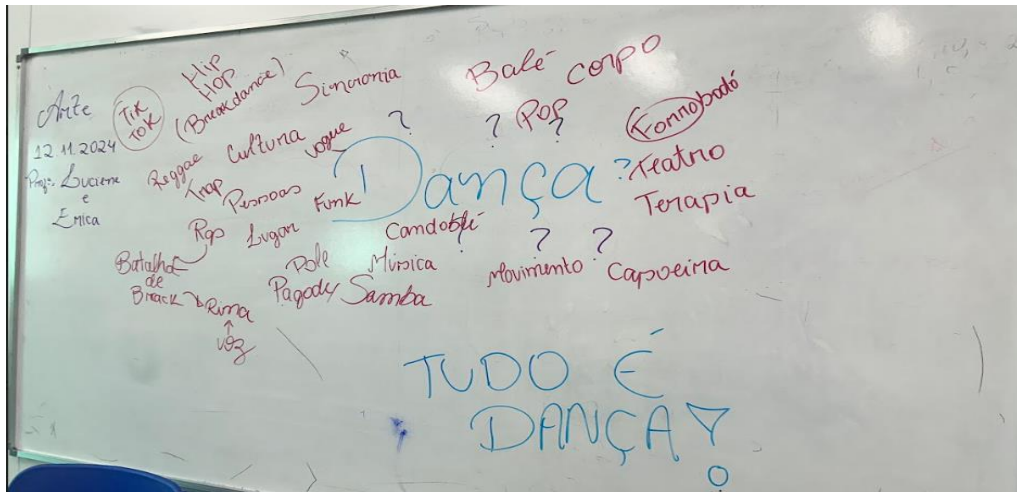 Arte
12.11.2024
Prof: Luciene
e
Erica
TIK
TOK
Hip
Hop
(Breakdance)
Sincronia
Balé
Corpo
? ? Pop ?
Forrobodó
Reggae
Cultura
Vogue
Dança ?
Teatro
Trap
Pessoas
Funk
Terapia
Rap
Lugar
Candoblé
? ? ?
Batalha
de
Break
Pole
Música
Movimento
Capoeira
Rima
Pagode
Samba
voz
TUDO É
DANÇA?